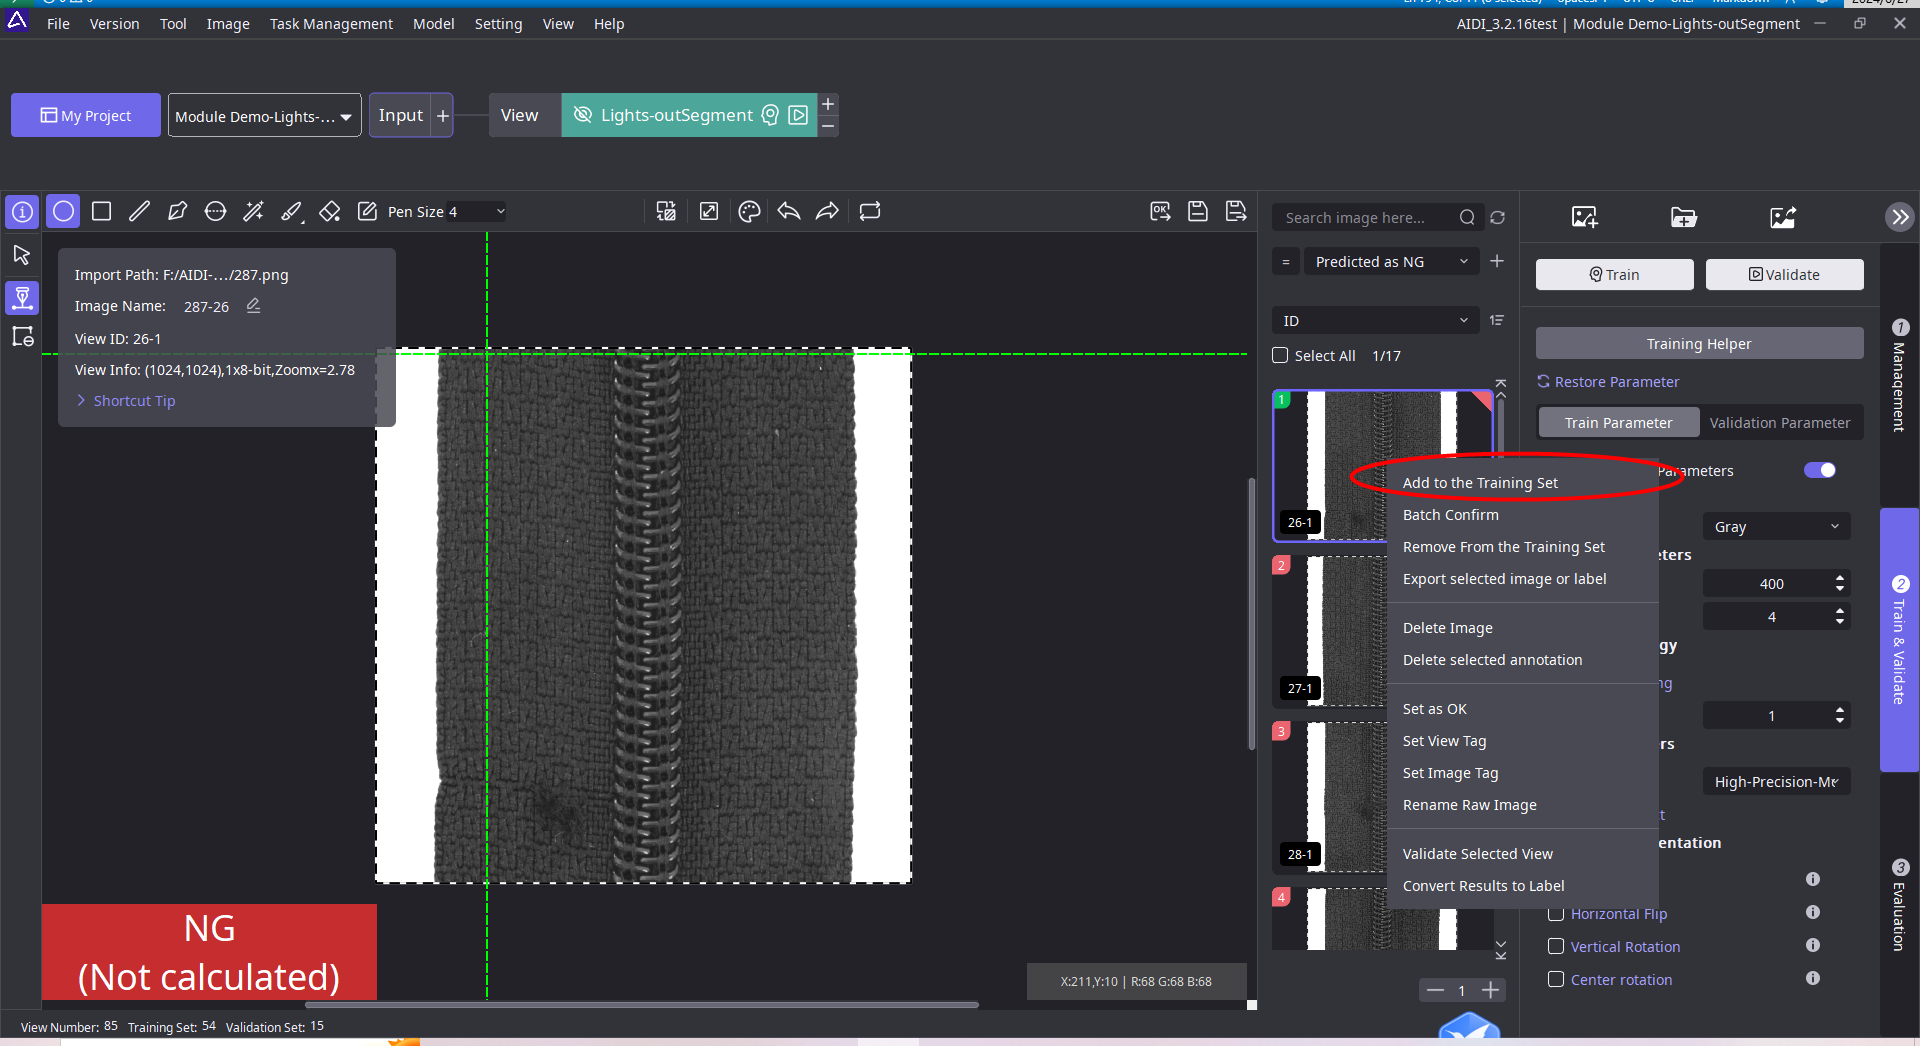 File Version Tool Image Task Management Model Setting View Help
AIDI_3.2.16test | Module Demo-Lights-outSegment
My Project
Module Demo-Lights-...
Input +
View
Lights-outSegment
Pen Size 4
Import Path: F:/AIDI-.../287.png
Image Name: 287-26
View ID: 26-1
View Info: (1024,1024),1x8-bit,Zoomx=2.78
Shortcut Tip
NG
(Not calculated)
X:211,Y:10 | R:68 G:68 B:68
View Number: 85 Training Set: 54 Validation Set: 15
Search image here...
= Predicted as NG
ID
Select All 1/17
1
26-1
2
27-1
3
28-1
4
1
Add to the Training Set
Batch Confirm
Remove From the Training Set
Export selected image or label
Delete Image
Delete selected annotation
Set as OK
Set View Tag
Set Image Tag
Rename Raw Image
Validate Selected View
Convert Results to Label
Train
Validate
Training Helper
Restore Parameter
Train Parameter
Validation Parameter
Parameters
Gray
eters
400
4
gy
ng
1
rs
High-Precision-Mo
t
entation
Horizontal Flip
Vertical Rotation
Center rotation
1 Management
2 Train & Validate
3 Evaluation